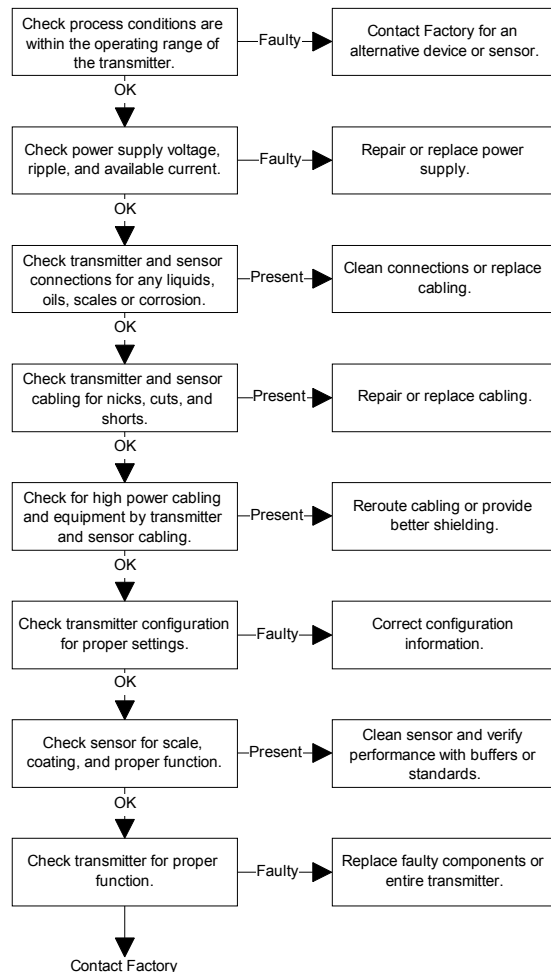 Check process conditions are
within the operating range of
the transmitter.
Faulty
Contact Factory for an
alternative device or sensor.
OK
Check power supply voltage,
ripple, and available current.
Faulty
Repair or replace power
supply.
OK
Check transmitter and sensor
connections for any liquids,
oils, scales or corrosion.
Present
Clean connections or replace
cabling.
OK
Check transmitter and sensor
cabling for nicks, cuts, and
shorts.
Present
Repair or replace cabling.
OK
Check for high power cabling
and equipment by transmitter
and sensor cabling.
Present
Reroute cabling or provide
better shielding.
OK
Check transmitter configuration
for proper settings.
Faulty
Correct configuration
information.
OK
Check sensor for scale,
coating, and proper function.
Present
Clean sensor and verify
performance with buffers or
standards.
OK
Check transmitter for proper
function.
Faulty
Replace faulty components or
entire transmitter.
Contact Factory